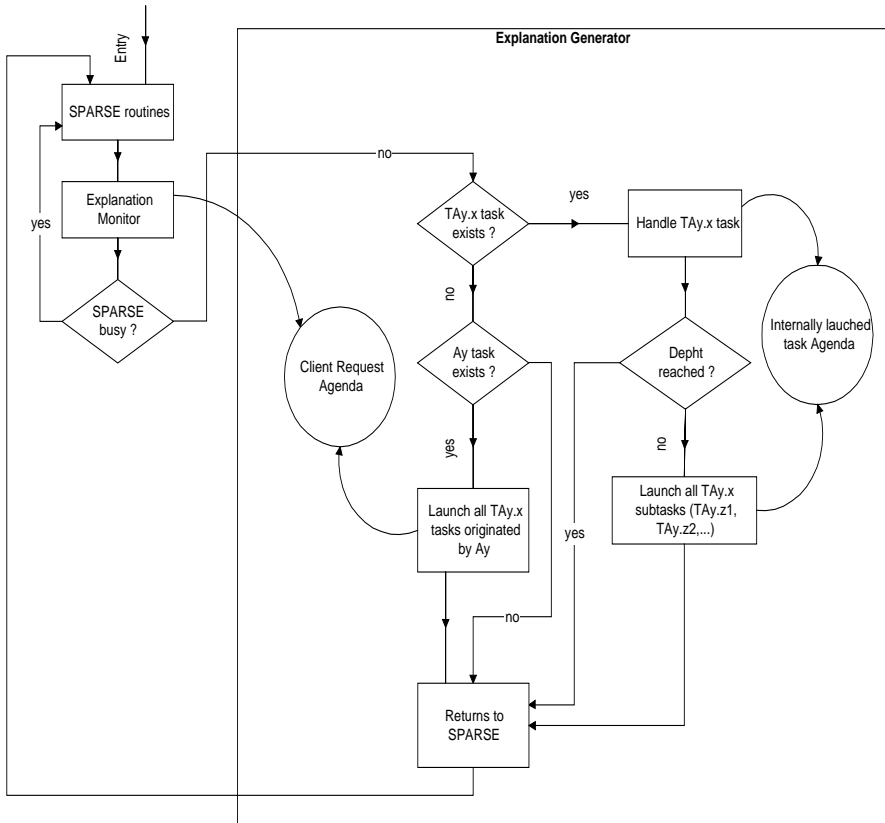 Explanation Generator
Entry
SPARSE routines
no
Explanation
Monitor
yes
TAy.x task
exists ?
yes
Handle TAy.x task
no
SPARSE
busy ?
Internally lauched
task Agenda
Client Request
Agenda
Ay task
exists ?
Depht
reached ?
yes
no
Launch all TAy.x
tasks originated
by Ay
Launch all TAy.x
subtasks (TAy.z1,
TAy.z2,...)
yes
no
Returns to
SPARSE